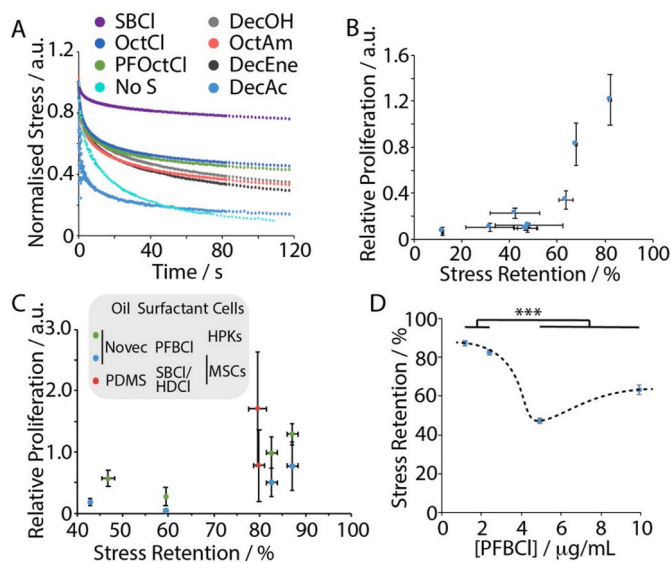 A
SBCl
OctCl
PFOctCl
No S
DecOH
OctAm
DecEne
DecAc
Normalised Stress / a.u.
1.2
0.8
0.4
0
0 40 80 120
Time / s
B
Relative Proliferation / a.u.
1.6
1.2
0.8
0.4
0
0 20 40 60 80 100
Stress Retention / %
C
Oil Surfactant Cells
Novec PFBCl HPKs
PDMS SBCl/ HDCl MSCs
Relative Proliferation / a.u.
3.0
2.0
1.0
0.0
40 50 60 70 80 90 100
Stress Retention / %
D
***
Stress Retention / %
100
80
60
40
20
0
0 2 4 6 8 10
[PFBCl] / μg/mL